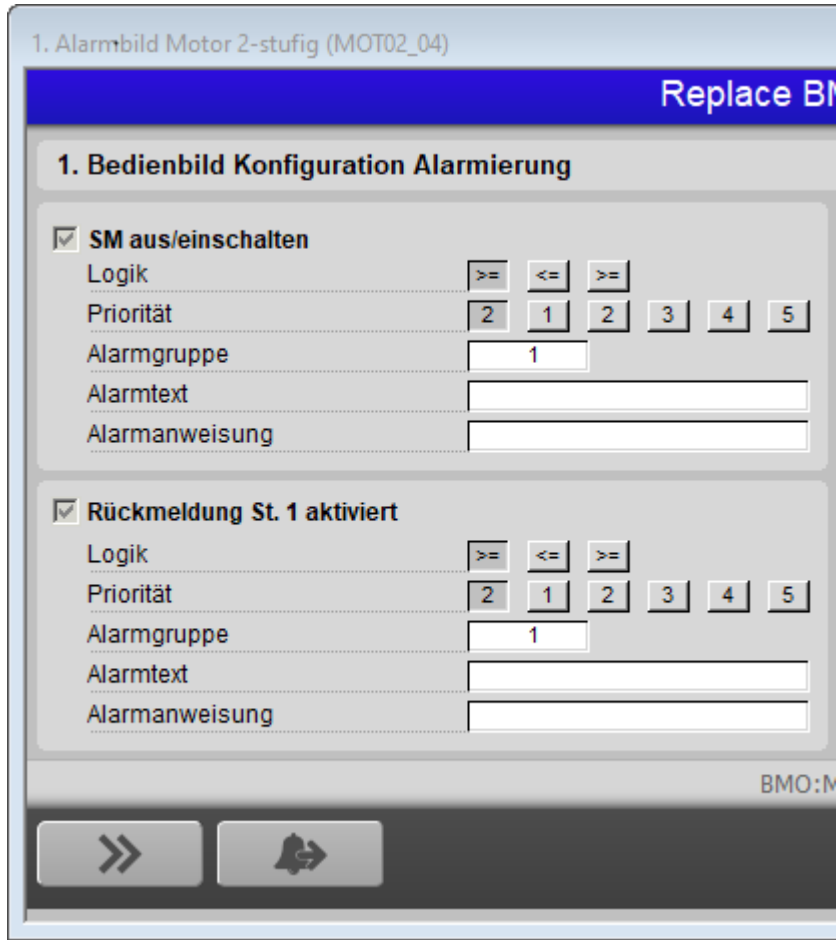 1. Alarmbild Motor 2-stufig (MOT02_04)
Replace BM
1. Bedienbild Konfiguration Alarmierung
SM aus/einschalten
Logik >= <= >=
Priorität 2 1 2 3 4 5
Alarmgruppe 1
Alarmtext
Alarmanweisung
Rückmeldung St. 1 aktiviert
Logik >= <= >=
Priorität 2 1 2 3 4 5
Alarmgruppe 1
Alarmtext
Alarmanweisung
BMO:M